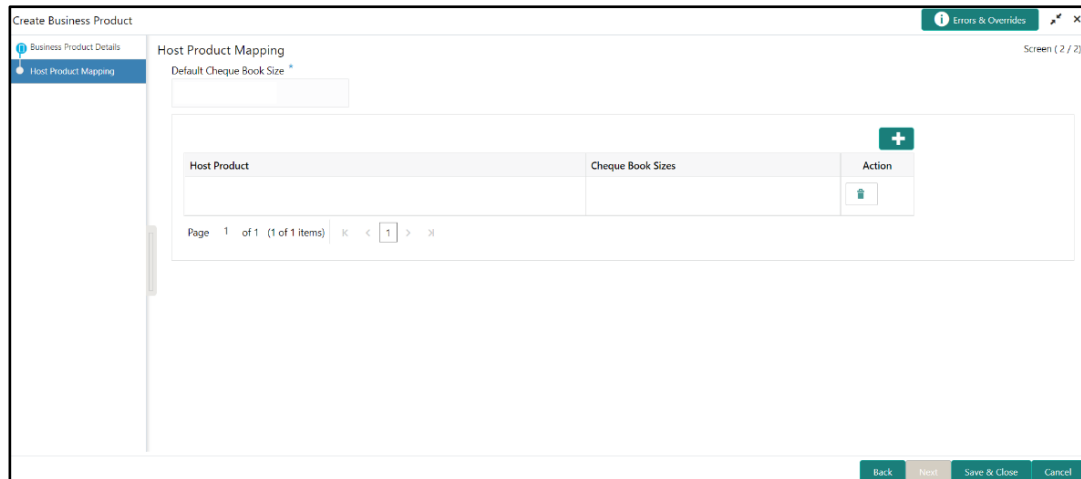 Create Business Product
Errors & Overrides
Business Product Details
Host Product Mapping
Host Product Mapping
Screen ( 2 / 2)
Default Cheque Book Size *
Host Product Cheque Book Sizes Action
Page 1 of 1 (1 of 1 items) 1
Back Next Save & Close Cancel